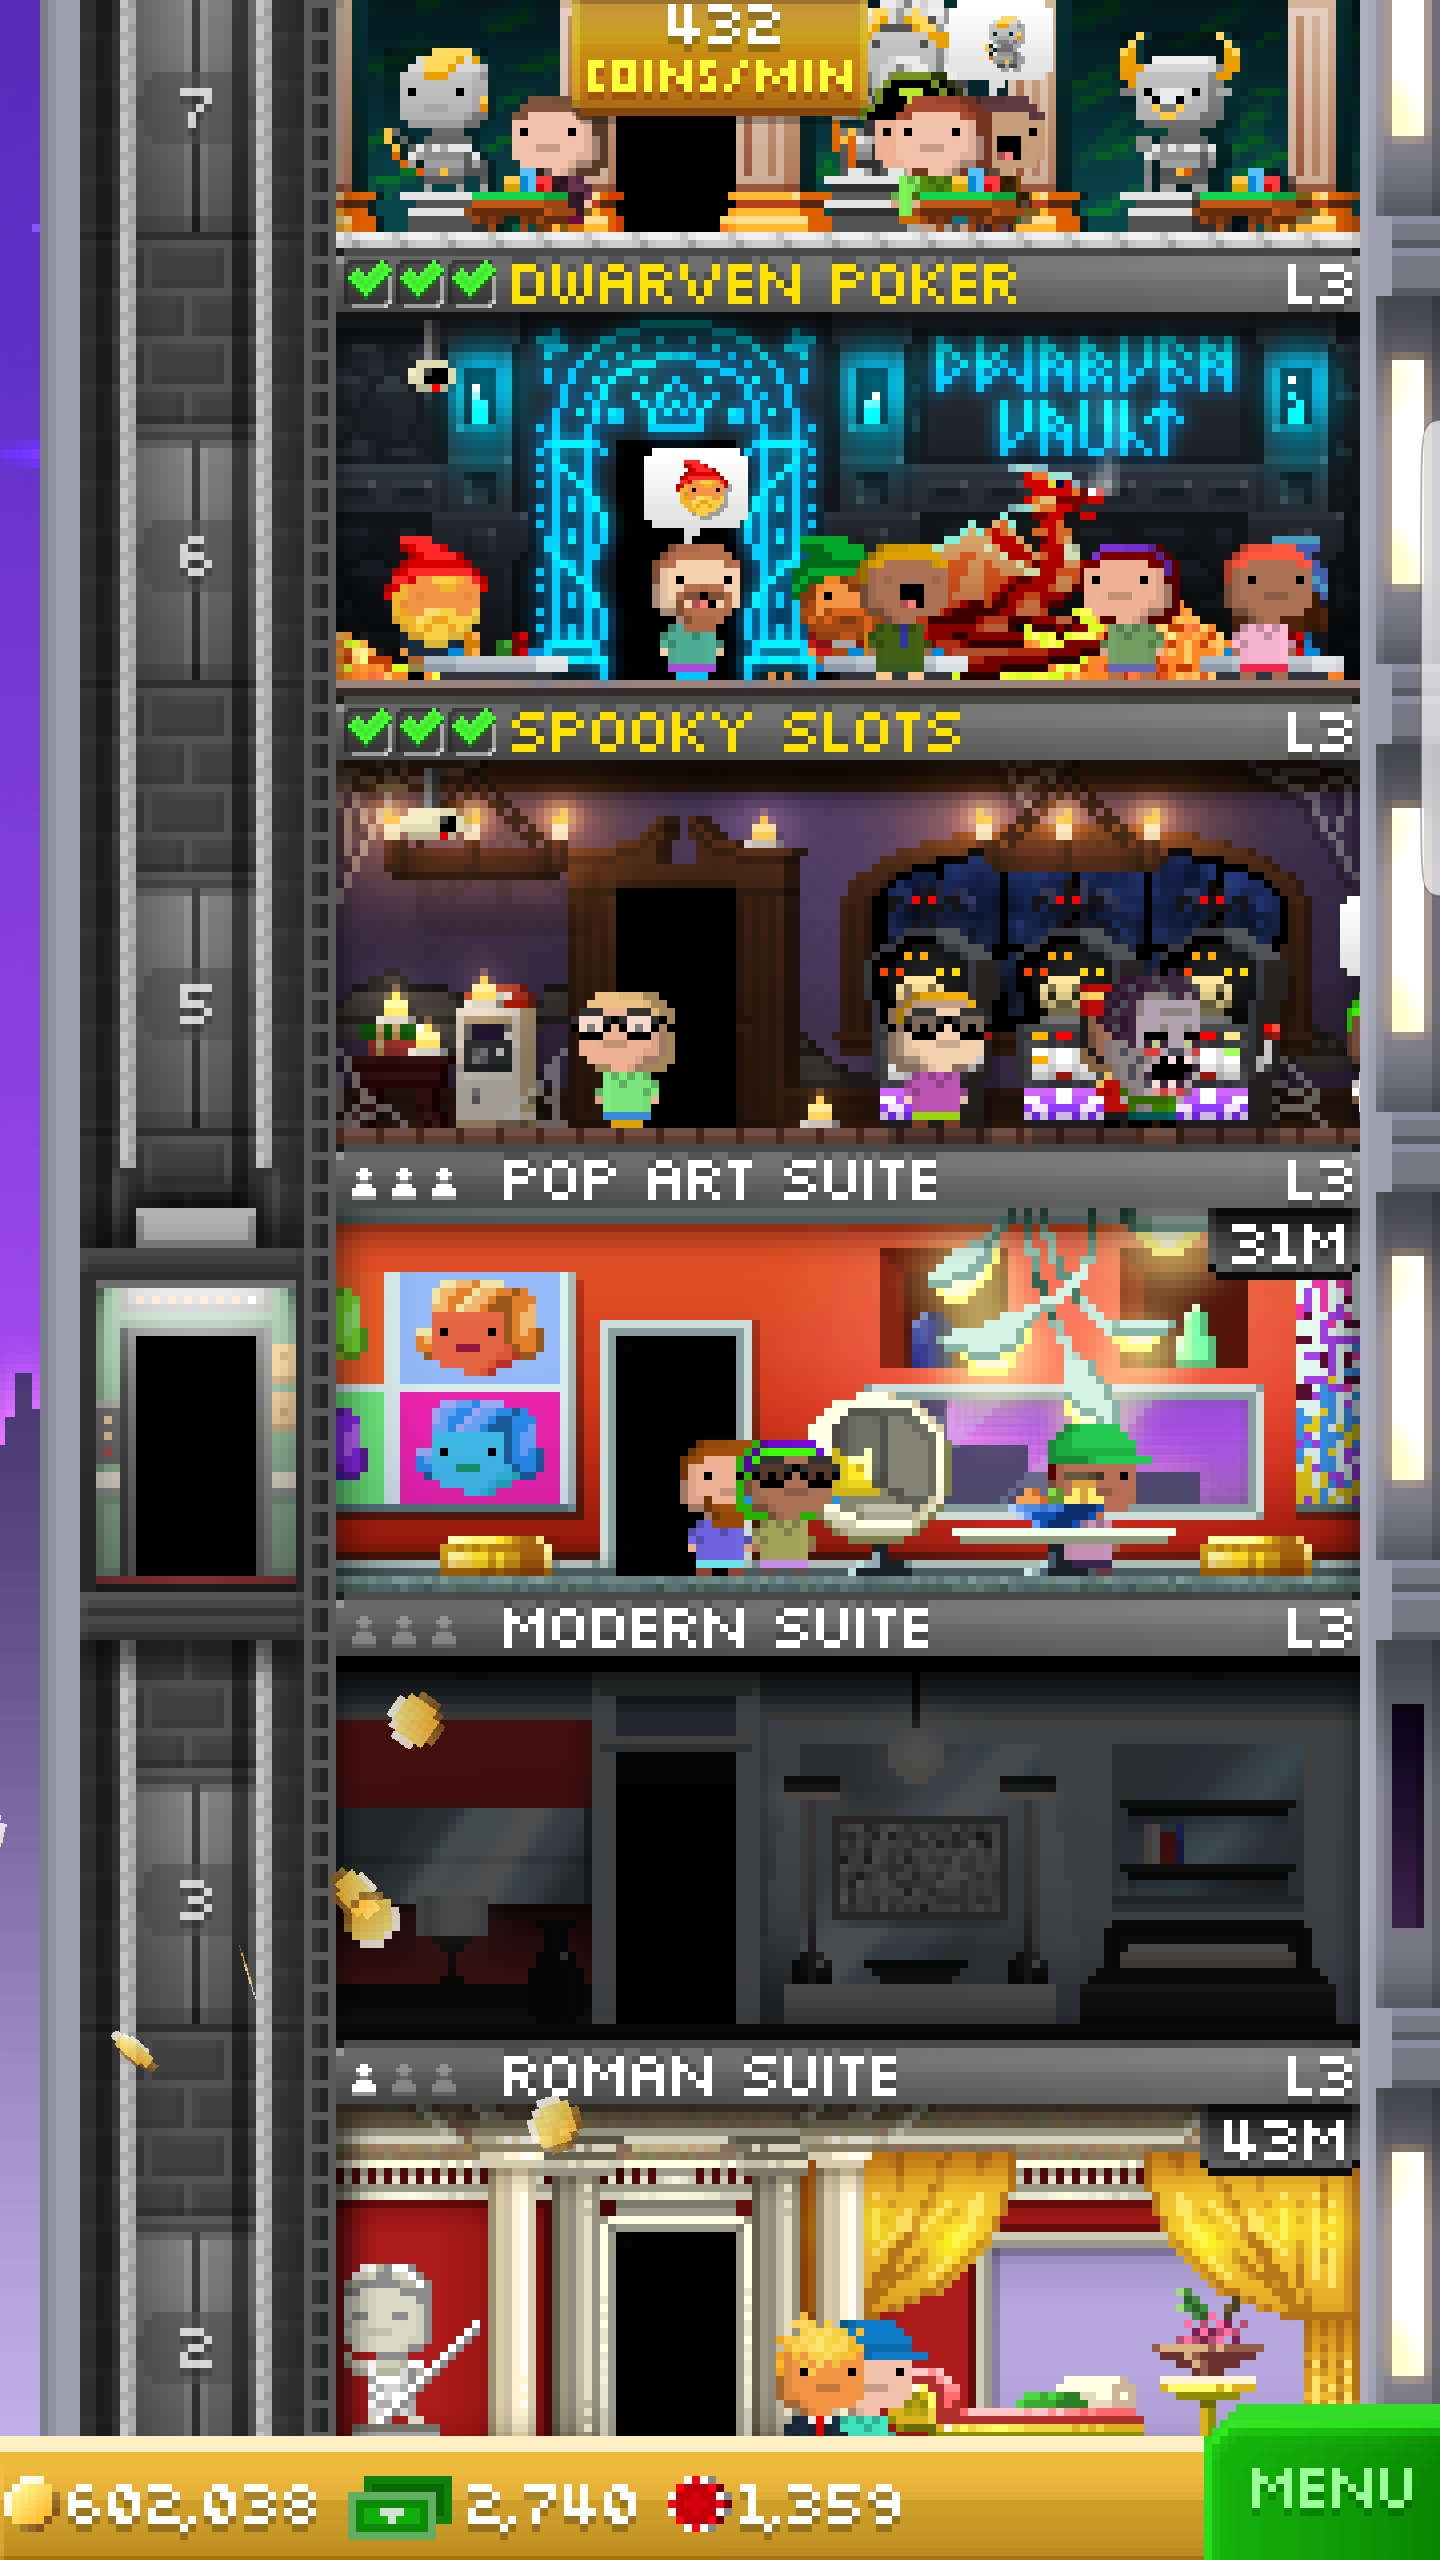 432
COINS/MIN
7
DWARVEN POKER L3
DWARVEN
VAULT
6
SPOOKY SLOTS L3
5
POP ART SUITE L3
31M
MODERN SUITE L3
3
ROMAN SUITE L3
43M
2
602,038 2,740 1,359
MENU